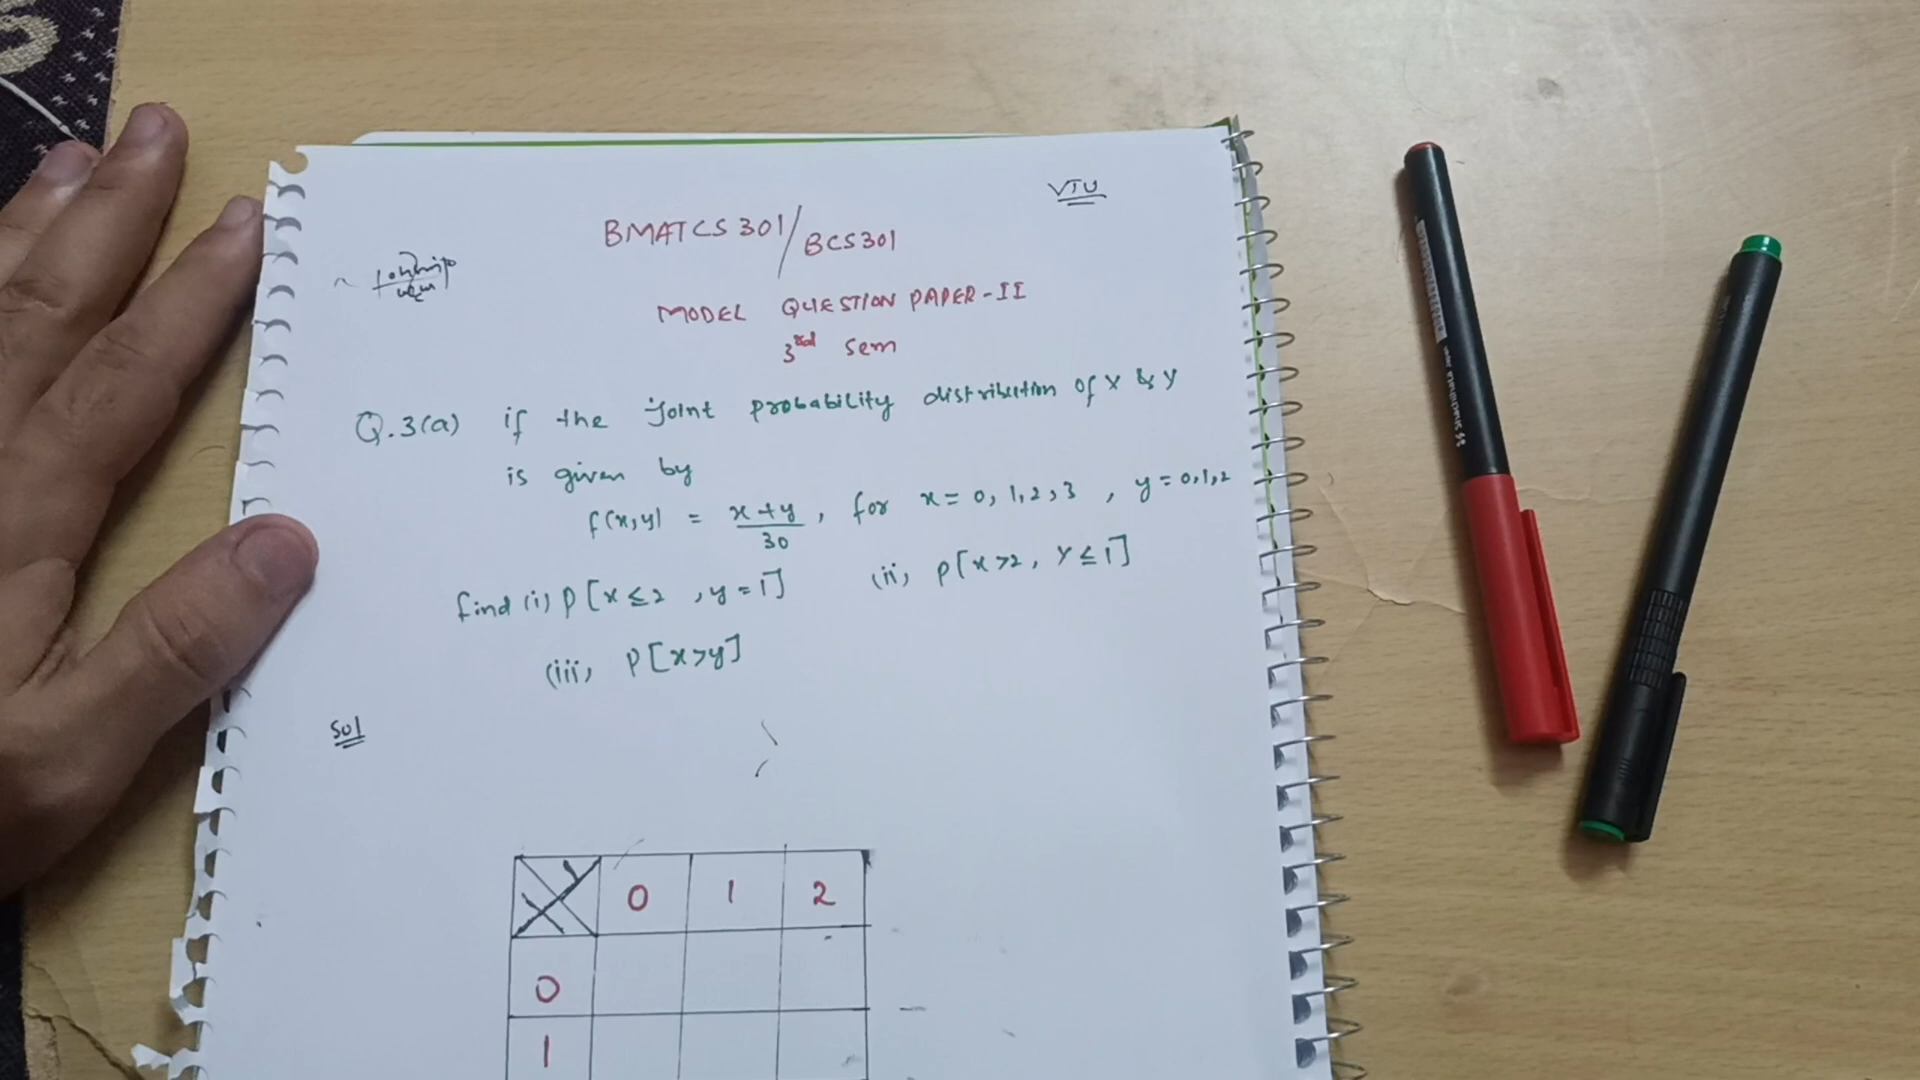 VTU
BMATCS 301/BCS301
MODEL QUESTION PAPER-II
3rd sem
Q.3(a) if the joint probability distribution of x & y
is given by
f(x,y) = x+y/30, for x = 0, 1, 2, 3, y = 0,1,2
find (i) P[x ≤ 2, y = 1] (ii) P[x > 2, Y ≤ 1]
(iii) P[x > y]
Sol
X Y 0 1 2
0
1